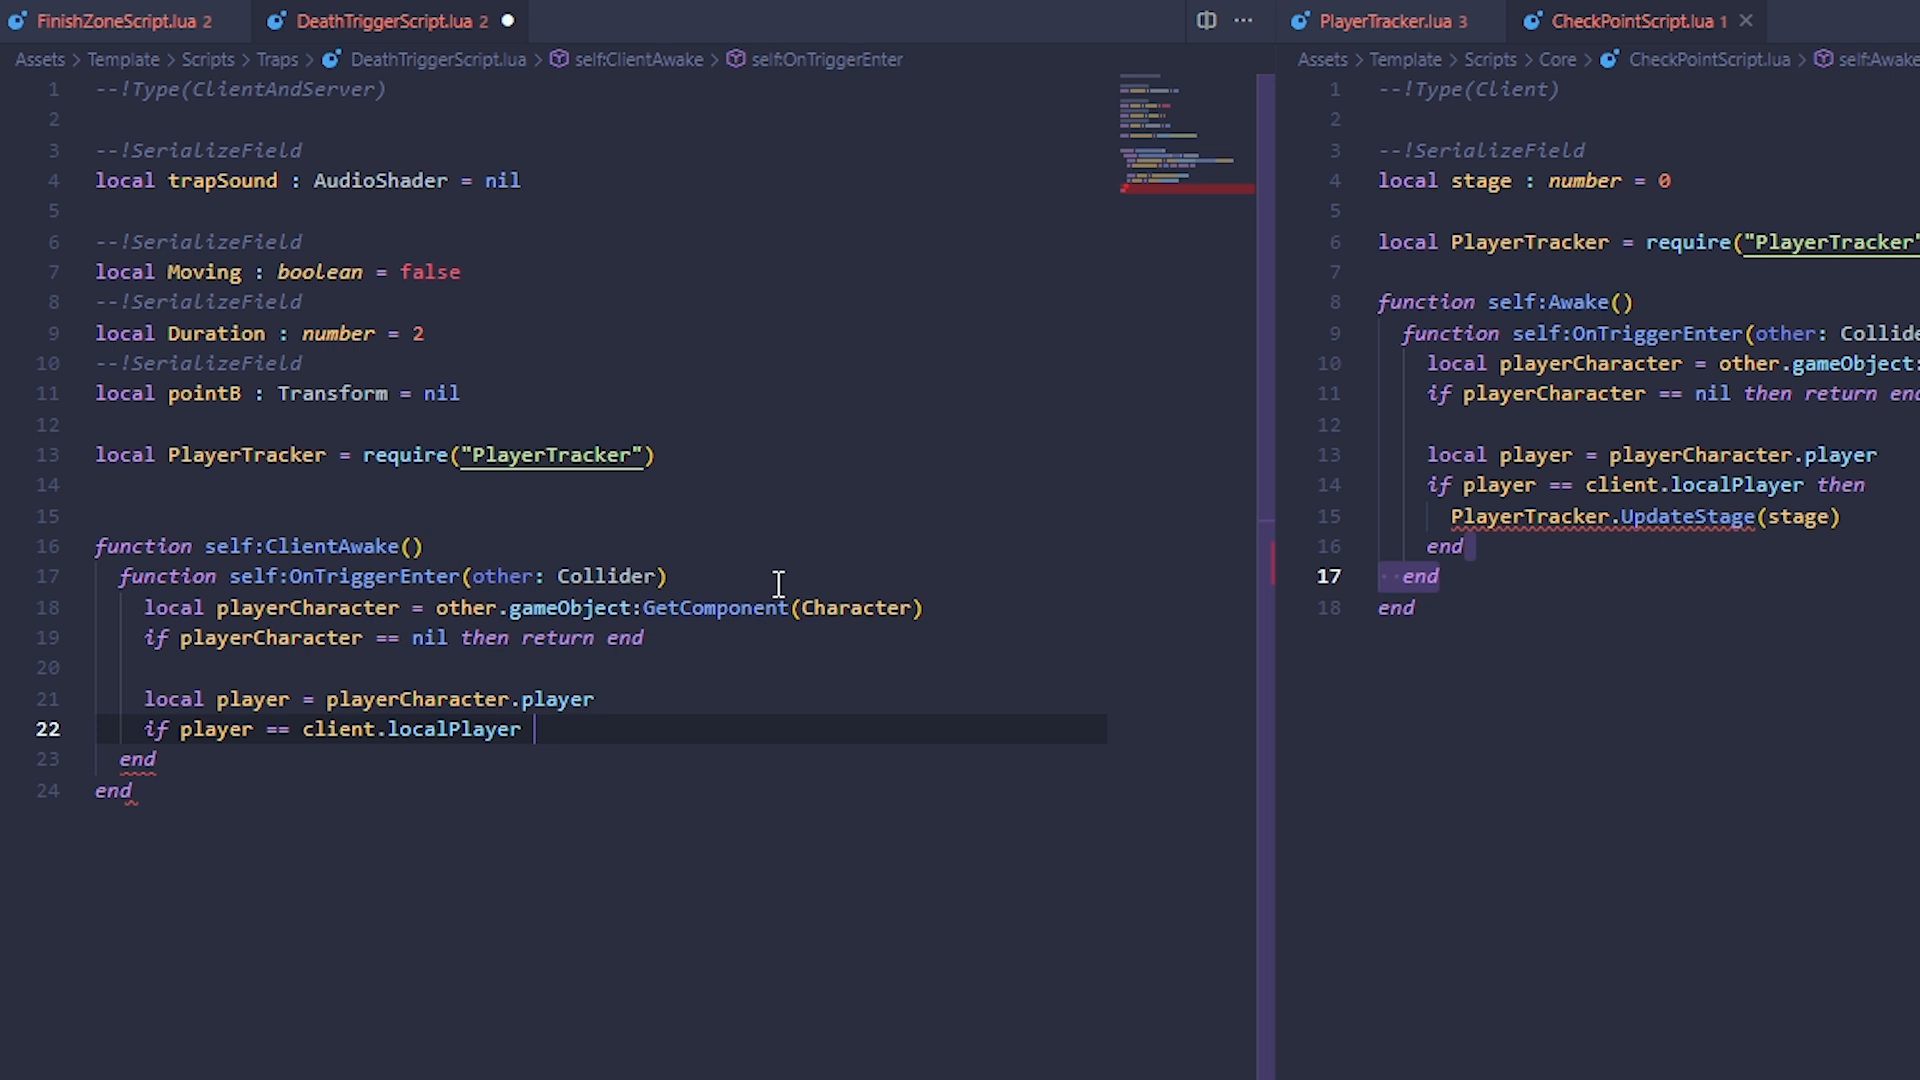 FinishZoneScript.lua 2
DeathTriggerScript.lua 2
Assets > Template > Scripts > Traps > DeathTriggerScript.lua > self:ClientAwake > self:OnTriggerEnter
1 --!Type(ClientAndServer)
2
3 --!SerializeField
4 local trapSound : AudioShader = nil
5
6 --!SerializeField
7 local Moving : boolean = false
8 --!SerializeField
9 local Duration : number = 2
10 --!SerializeField
11 local pointB : Transform = nil
12
13 local PlayerTracker = require("PlayerTracker")
14
15
16 function self:ClientAwake()
17 function self:OnTriggerEnter(other: Collider)
18 local playerCharacter = other.gameObject:GetComponent(Character)
19 if playerCharacter == nil then return end
20
21 local player = playerCharacter.player
22 if player == client.localPlayer
23 end
24 end
PlayerTracker.lua 3
CheckPointScript.lua 1
Assets > Template > Scripts > Core > CheckPointScript.lua > self:Awake
1 --!Type(Client)
2
3 --!SerializeField
4 local stage : number = 0
5
6 local PlayerTracker = require("PlayerTracker"
7
8 function self:Awake()
9 function self:OnTriggerEnter(other: Collide
10 local playerCharacter = other.gameObject:
11 if playerCharacter == nil then return end
12
13 local player = playerCharacter.player
14 if player == client.localPlayer then
15 PlayerTracker.UpdateStage(stage)
16 end
17 end
18 end